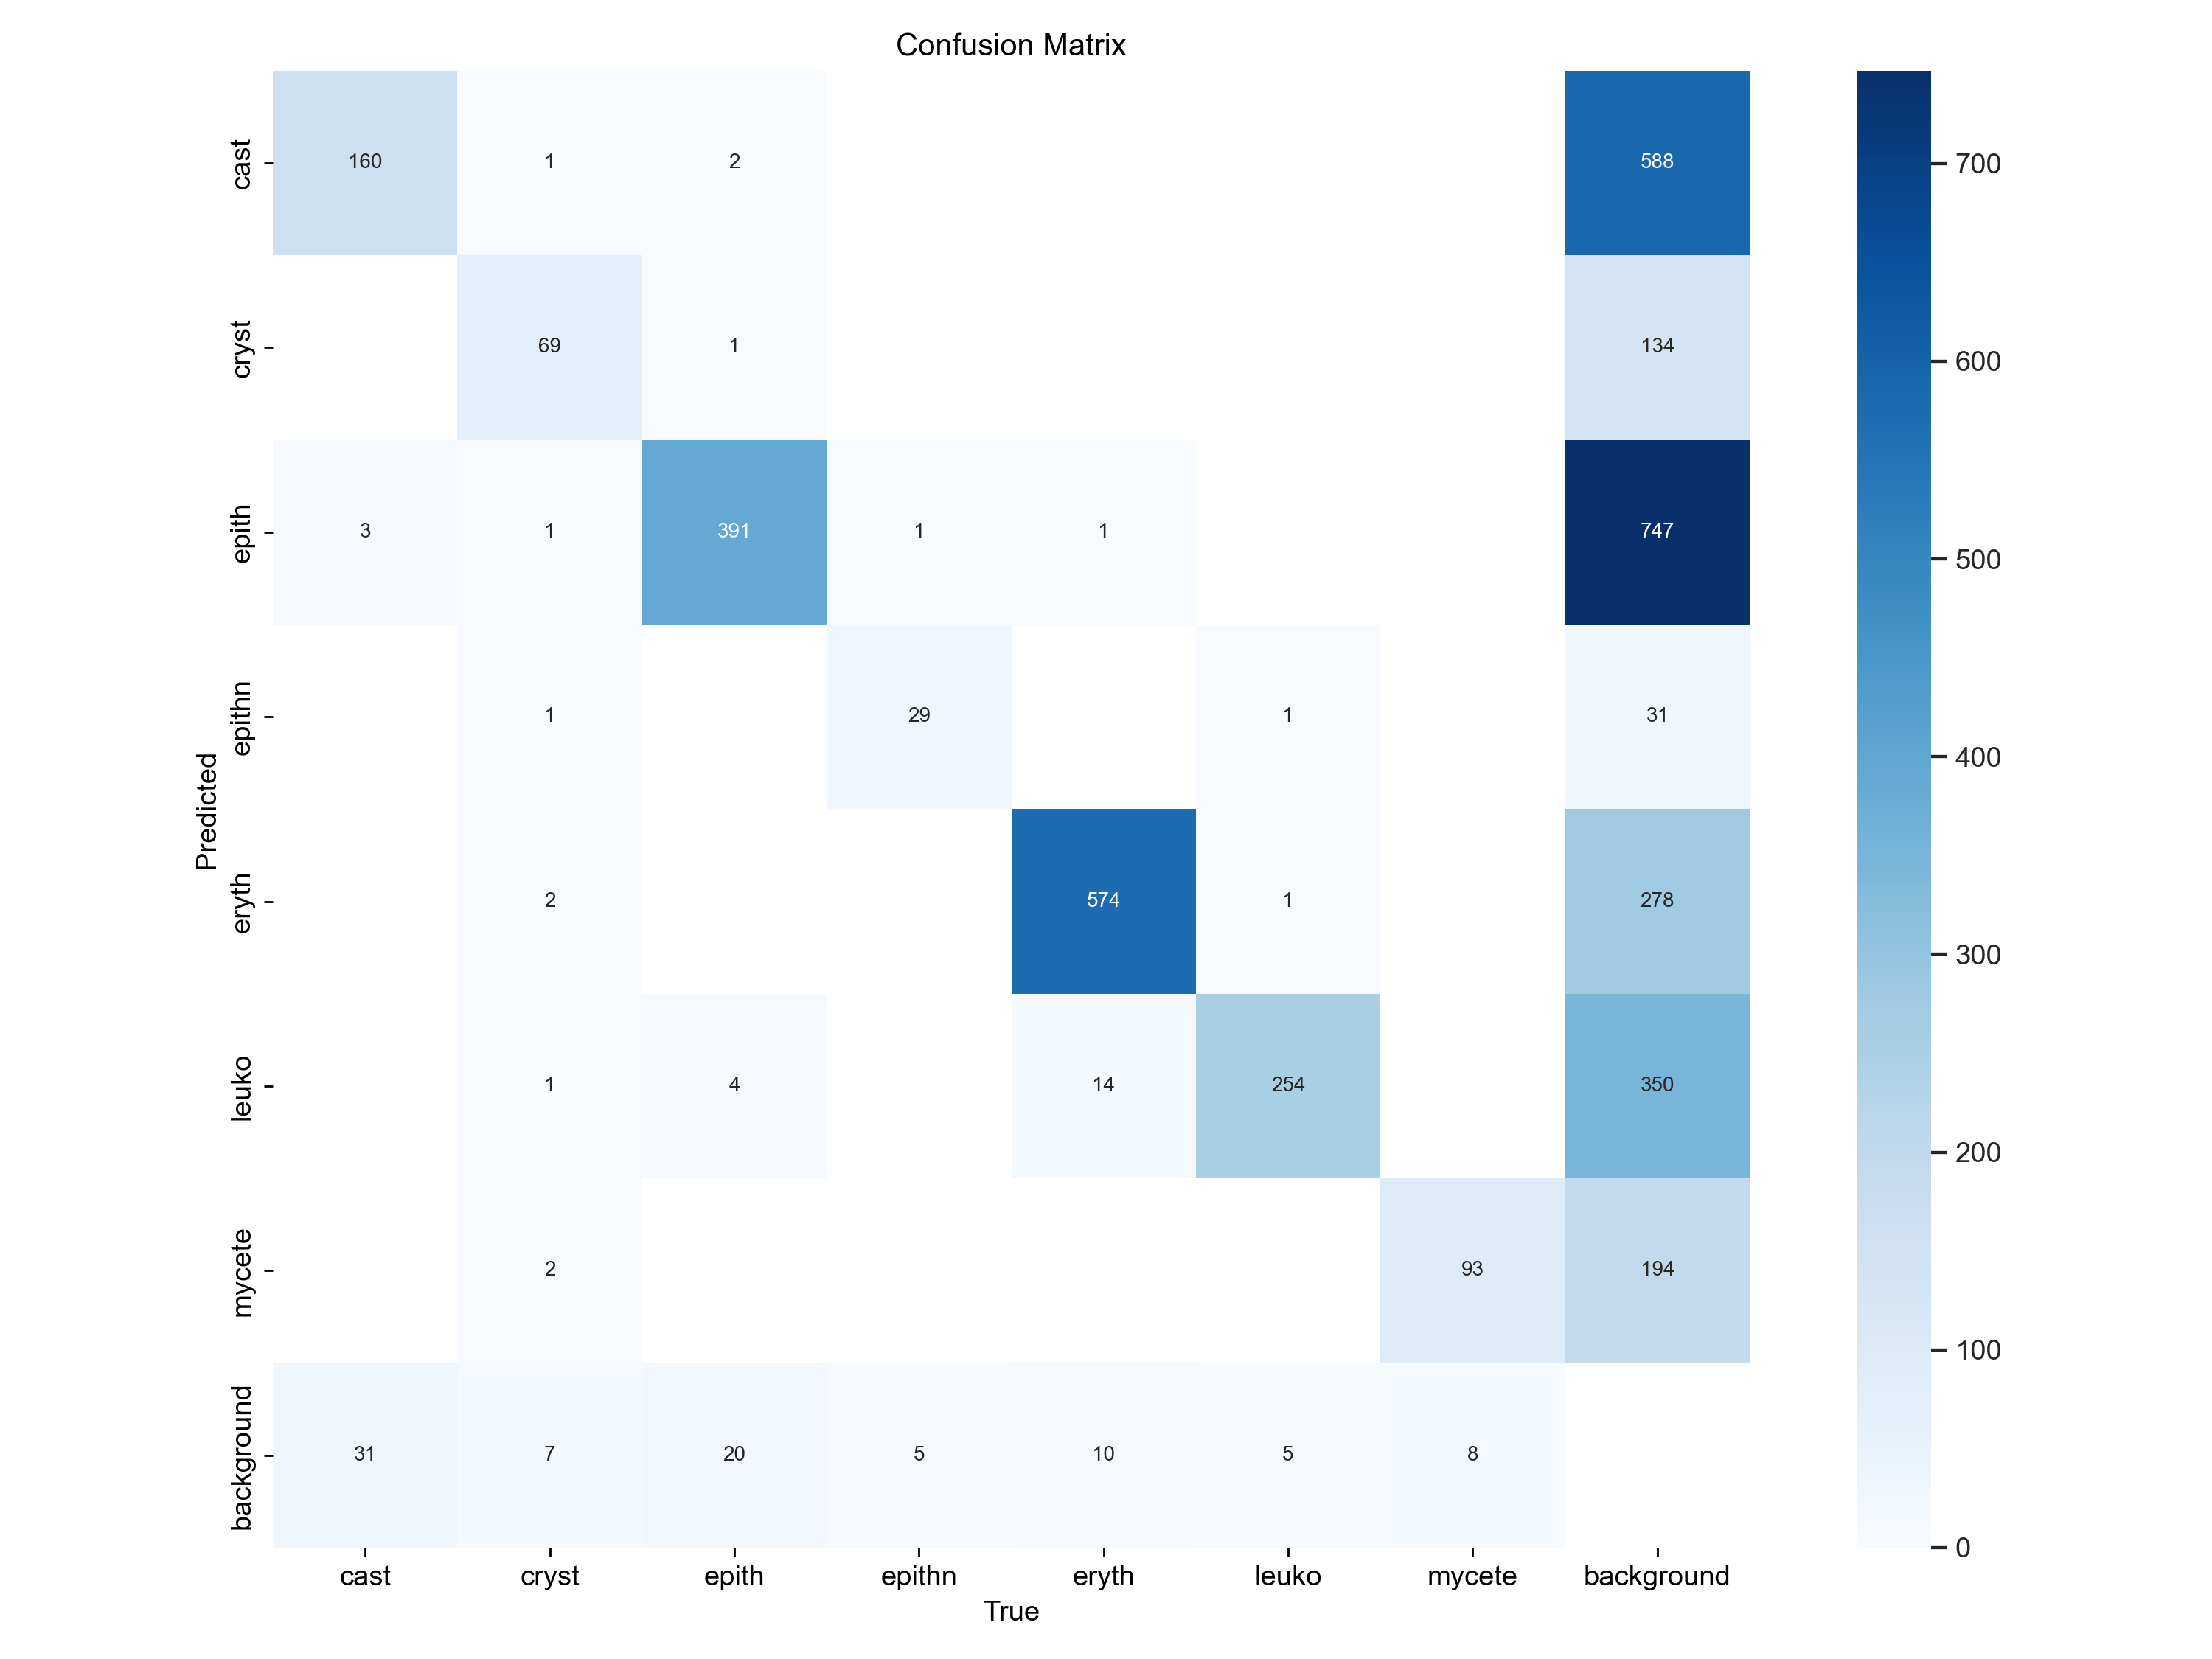 Confusion Matrix
cast 160 1 2 588
cryst 69 1 134
epith 3 1 391 1 1 747
epithn 1 29 1 31
eryth 2 574 1 278
leuko 1 4 14 254 350
mycete 2 93 194
background 31 7 20 5 10 5 8
cast cryst epith epithn eryth leuko mycete background
True
Predicted
700
600
500
400
300
200
100
0